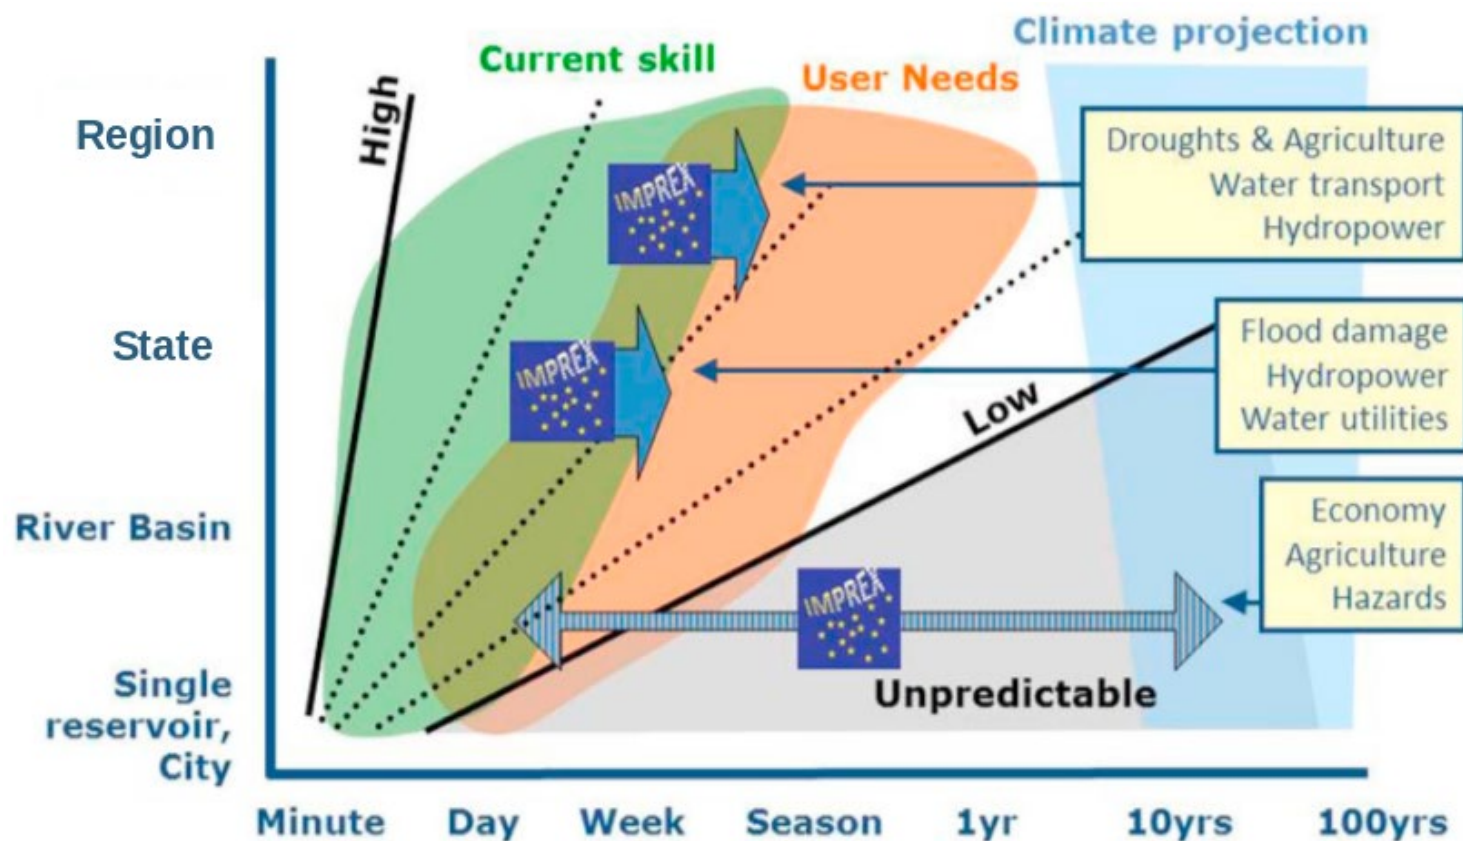 Climate projection
Current skill
User Needs
High
Region
IMPREX
Droughts & Agriculture
Water transport
Hydropower
State
IMPREX
Flood damage
Hydropower
Water utilities
Low
River Basin
IMPREX
Economy
Agriculture
Hazards
Unpredictable
Single
reservoir,
City
Minute Day Week Season 1yr 10yrs 100yrs